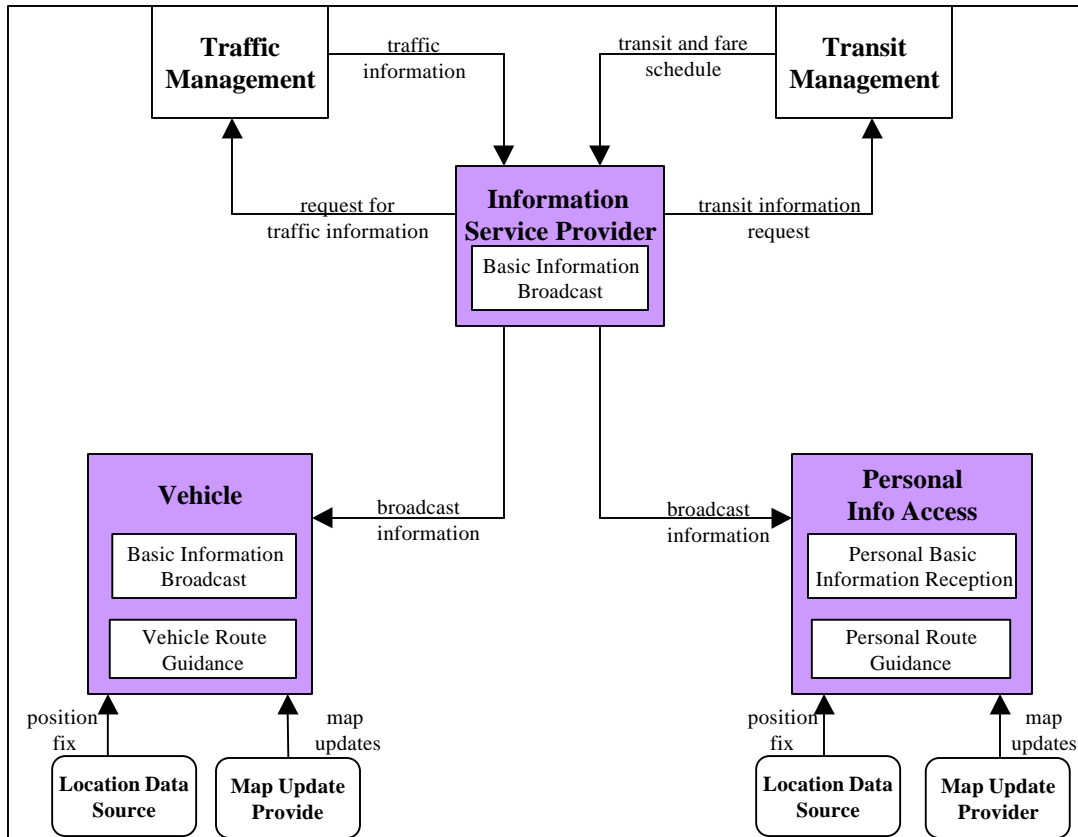 Traffic
Management
traffic
information
transit and fare
schedule
Transit
Management
request for
traffic information
Information
Service Provider
Basic Information
Broadcast
transit information
request
Vehicle
Basic Information
Broadcast
Vehicle Route
Guidance
broadcast
information
broadcast
information
Personal
Info Access
Personal Basic
Information Reception
Personal Route
Guidance
position
fix
map
updates
position
fix
map
updates
Location Data
Source
Map Update
Provide
Location Data
Source
Map Update
Provider